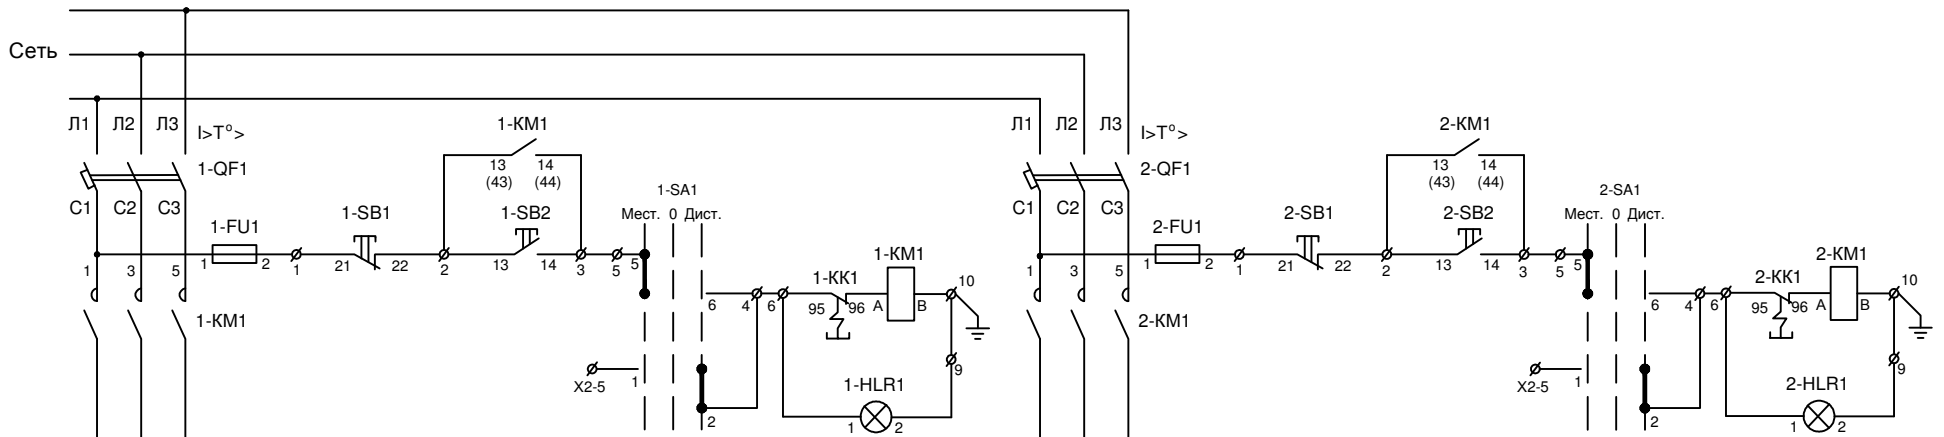 Сеть
Л1 Л2 Л3 I>T°>
1-QF1
С1 С2 С3
1-FU1
1 2
1
1-SB1
21 22
2
1-KM1
13 14
(43) (44)
1-SB2
13 14
3 5 5
1-SA1
Мест. 0 Дист.
1 3 5
1-KM1
6 4 6
1-KK1
95 96
1-KM1
A B
10
9
X2-5
1
2
1-HLR1
1 2
Л1 Л2 Л3 I>T°>
2-QF1
С1 С2 С3
2-FU1
1 2
1
2-SB1
21 22
2
2-KM1
13 14
(43) (44)
2-SB2
13 14
3 5 5
2-SA1
Мест. 0 Дист.
1 3 5
2-KM1
6 4 6
2-KK1
95 96
2-KM1
A B
10
9
X2-5
1
2
2-HLR1
1 2